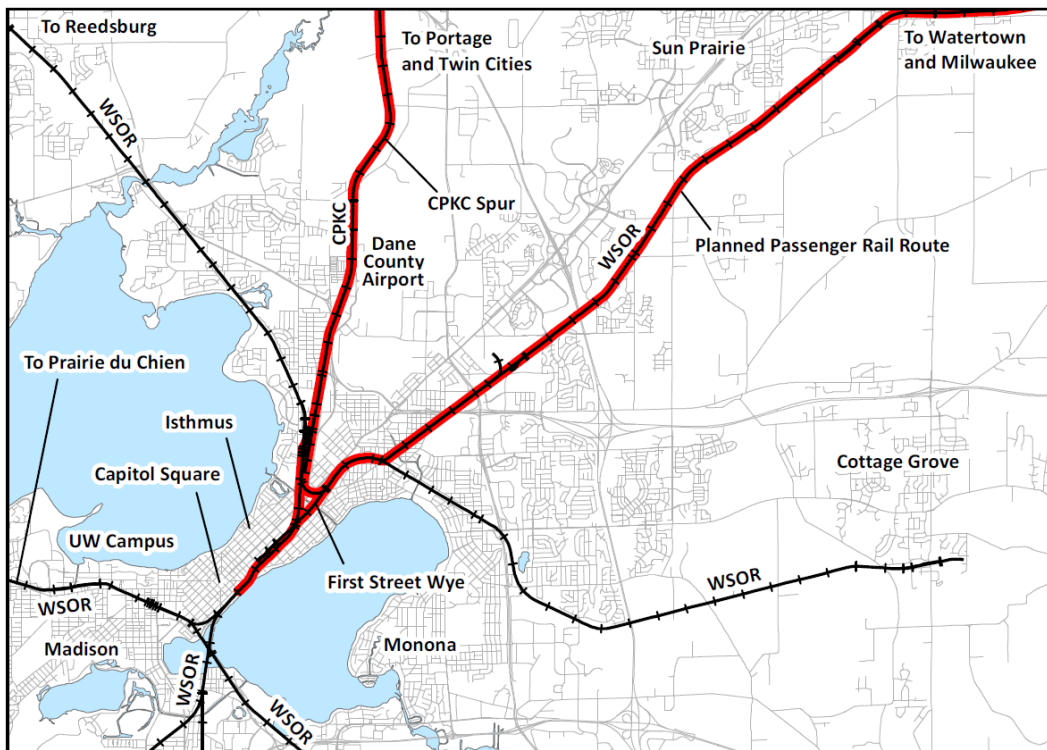 To Reedsburg
To Portage
and Twin Cities
Sun Prairie
To Watertown
and Milwaukee
WSOR
CPKC Spur
CPKC
WSOR
Dane
County
Airport
Planned Passenger Rail Route
To Prairie du Chien
Isthmus
Capitol Square
Cottage Grove
UW Campus
First Street Wye
WSOR
WSOR
Madison
Monona
WSOR
WSOR